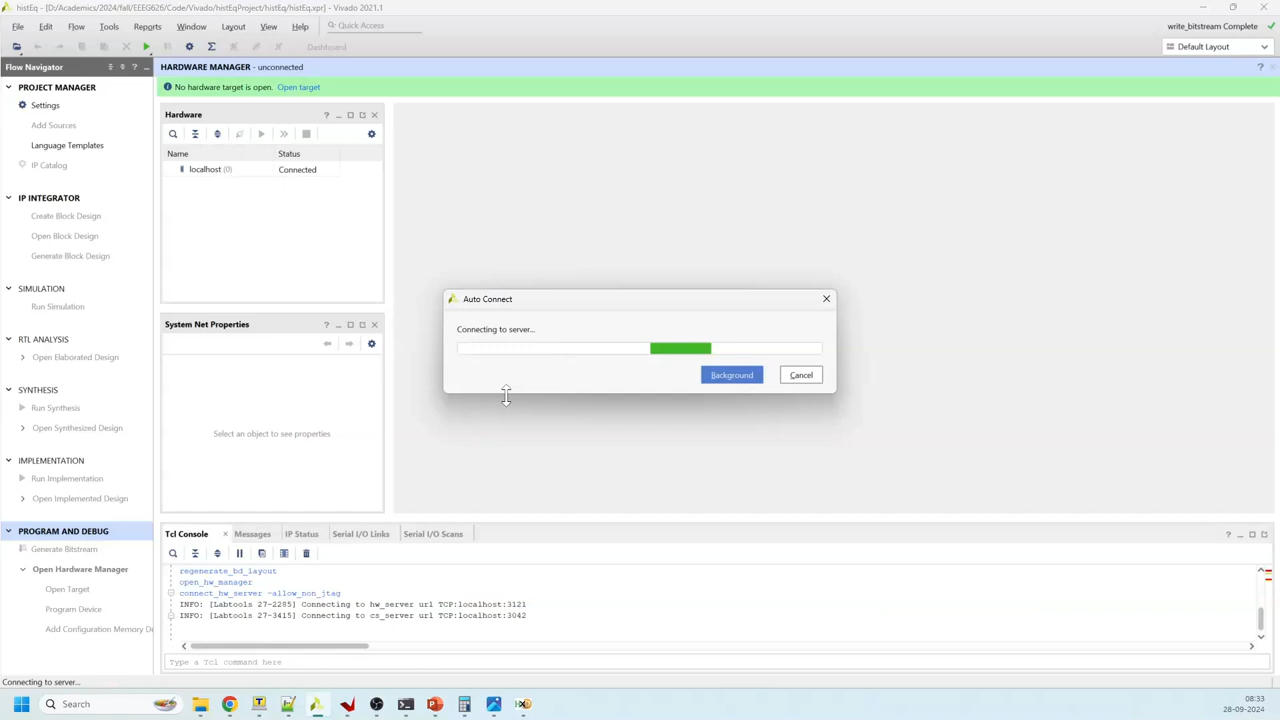 histEq - [D:/Academics/2024/fall/EEEG626/Code/Vivado/histEqProject/histEq/histEq.xpr] - Vivado 2021.1
File Edit Flow Tools Reports Window Layout View Help Quick Access
write_bitstream Complete
Dashboard
Default Layout
Flow Navigator
HARDWARE MANAGER - unconnected
No hardware target is open. Open target
PROJECT MANAGER
Settings
Add Sources
Language Templates
IP Catalog
IP INTEGRATOR
Create Block Design
Open Block Design
Generate Block Design
SIMULATION
Run Simulation
RTL ANALYSIS
Open Elaborated Design
SYNTHESIS
Run Synthesis
Open Synthesized Design
IMPLEMENTATION
Run Implementation
Open Implemented Design
PROGRAM AND DEBUG
Generate Bitstream
Open Hardware Manager
Open Target
Program Device
Add Configuration Memory De
Hardware
Name Status
localhost (0) Connected
System Net Properties
Select an object to see properties
Auto Connect
Connecting to server...
Background Cancel
Tcl Console Messages IP Status Serial I/O Links Serial I/O Scans
regenerate_bd_layout
open_hw_manager
connect_hw_server -allow_non_jtag
INFO: [Labtools 27-2285] Connecting to hw_server url TCP:localhost:3121
INFO: [Labtools 27-3415] Connecting to cs_server url TCP:localhost:3042
Type a Tcl command here
Connecting to server...
Search
08:33
28-09-2024